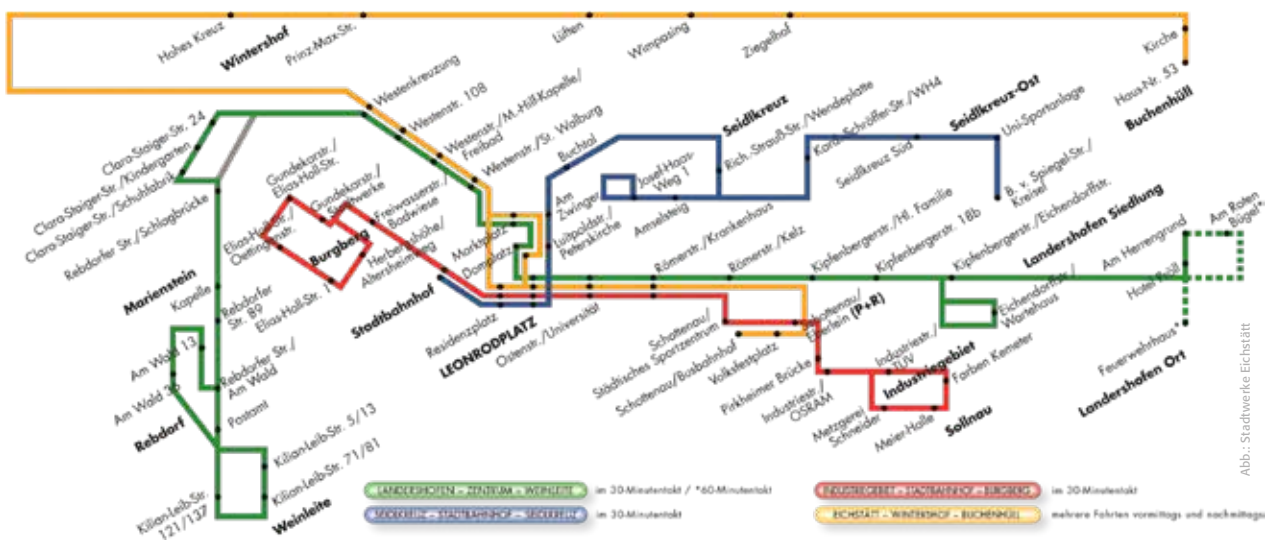 Hohes Kreuz
Wintershof
Prinz-Max-Str.
Lüften
Wimpasing
Ziegelhof
Kirche
Haus-Nr. 53
Buchenhüll
Westenkreuzung
Westenstr. 108
Westenstr./M.-Hilf-Kapelle/
Freibad
Westenstr./St. Walburg
Buchtal
Am
Zwinger
Luitpoldstr./
Peterskirche
Seidlkreuz
Josef-Haas-
Weg 1
Amselsteig
Rich.-Strauß-Str./Wendeplatte
Karl-Schröffer-Str./WH4
Seidlkreuz Süd
Seidlkreuz-Ost
Uni-Sportanlage
B. v. Spiegel-Str./
Kreisel
Clara-Staiger-Str. 24
Clara-Staiger-Str./Kindergarten
Clara-Staiger-Str./Schuhfabrik
Rebdorfer Str./Schlagbrücke
Marienstein
Kapelle
Rebdorfer
Str. 89
Gundekarstr./
Elias-Holl-Str.
Gundekarstr./
Stadtwerke
Elias-Holl-Str./
Oettingenstr.
Burgberg
Elias-Holl-Str. 1
Freiwasserstr./
Badwiese
Herbergshöhe/
Altersheimweg
Stadtbahnhof
Marktplatz
Domplatz
Residenzplatz
LEONRODPLATZ
Ostenstr./Universität
Römerstr./Krankenhaus
Römerstr./Kelz
Kipfenbergerstr./Hl. Familie
Kipfenbergerstr. 18b
Kipfenbergerstr./Eichendorffstr.
Landershofen Siedlung
Eichendorffstr./
Wartehaus
Am Herrengrund
Am Roten
Bügel*
Feuerwehrhaus*
Landershofen Ort
Schottenau/
Städtisches Sportzentrum
Schottenau/Busbahnhof
Volksfestplatz
Schottenau/
Eberlein (P+R)
Pirkheimer Brücke
Industriestr./
OSRAM
Industriestr./
TÜV
Industriegebiet
Farben Kemeter
Metzgerei
Schneider
Meier-Halle
Sollnau
Am Wald 13
Am Wald 26
Rebdorf
Rebdorfer Str./
Am Wald
Postamt
Kilian-Leib-Str. 5/13
Kilian-Leib-Str. 71/81
Kilian-Leib-Str.
121/137
Weinleite
LANDERSHOFEN – ZENTRUM – WEINLEITE im 30-Minutentakt / *60-Minutentakt
SEIDLKREUZ – STADTBAHNHOF – SEIDLKREUZ im 30-Minutentakt
INDUSTRIEGEBIET – STADTBAHNHOF – BURGBERG im 30-Minutentakt
EICHSTÄTT – WINTERSHOF – BUCHENHÜLL mehrere Fahrten vormittags und nachmittags
Abb.: Stadtwerke Eichstätt